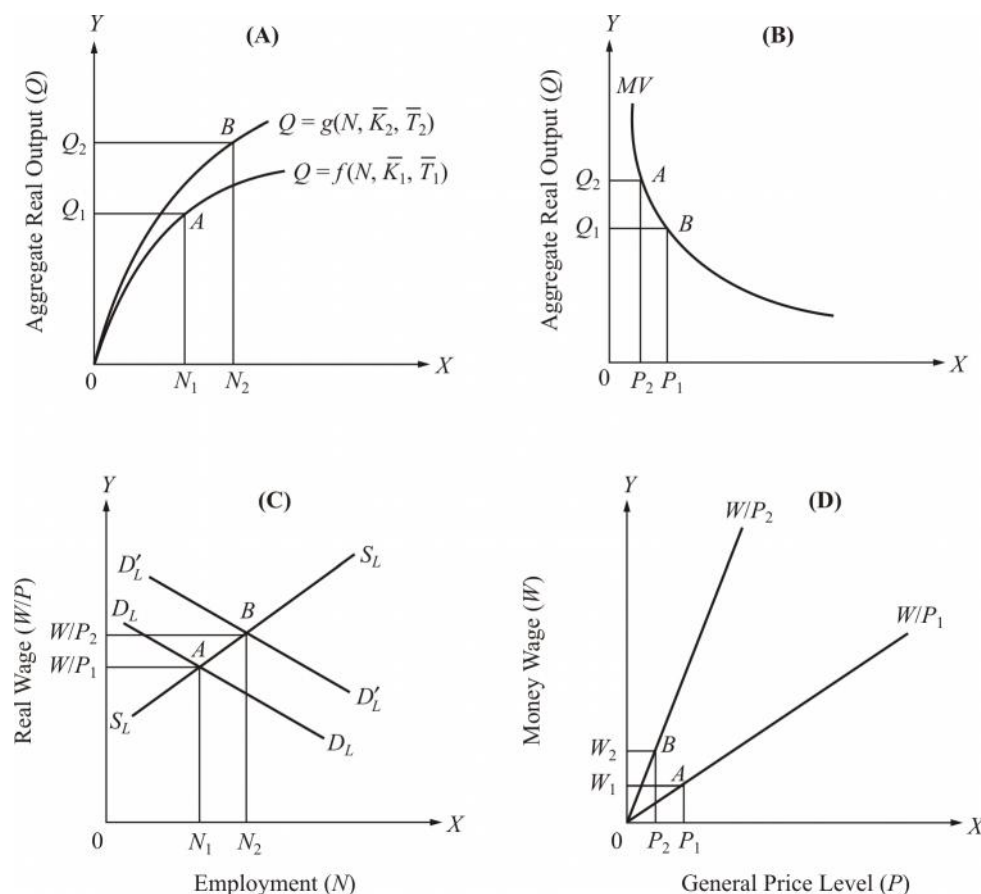 (A)
Y
Aggregate Real Output (Q)
Q₂
Q₁
B
A
Q = g(N, K̅₂, T̅₂)
Q = f(N, K̅₁, T̅₁)
0
N₁
N₂
X
(B)
Y
Aggregate Real Output (Q)
MV
Q₂
A
Q₁
B
0
P₂
P₁
X
(C)
Y
Real Wage (W/P)
D′L
DL
SL
B
W/P₂
A
W/P₁
D′L
SL
DL
0
N₁
N₂
X
Employment (N)
(D)
Y
Money Wage (W)
W/P₂
W/P₁
W₂
B
W₁
A
0
P₂
P₁
X
General Price Level (P)